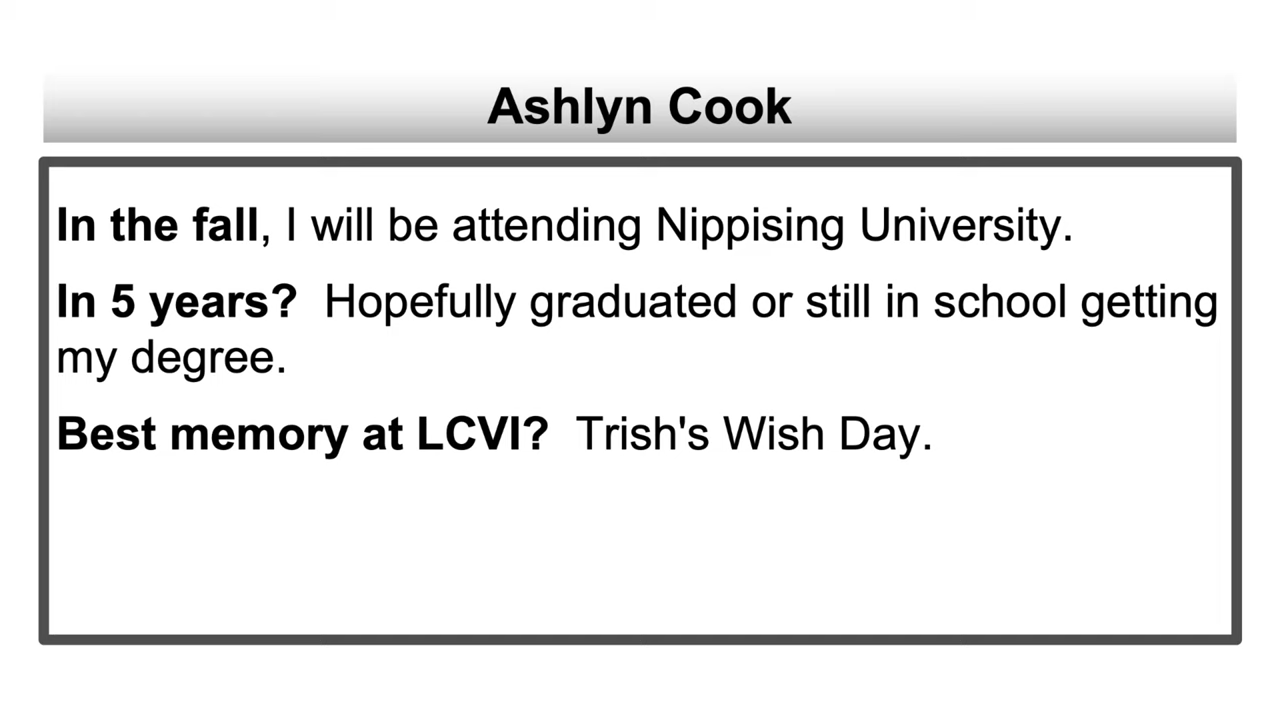 Ashlyn Cook
In the fall, I will be attending Nippising University.
In 5 years?  Hopefully graduated or still in school getting
my degree.
Best memory at LCVI?  Trish's Wish Day.